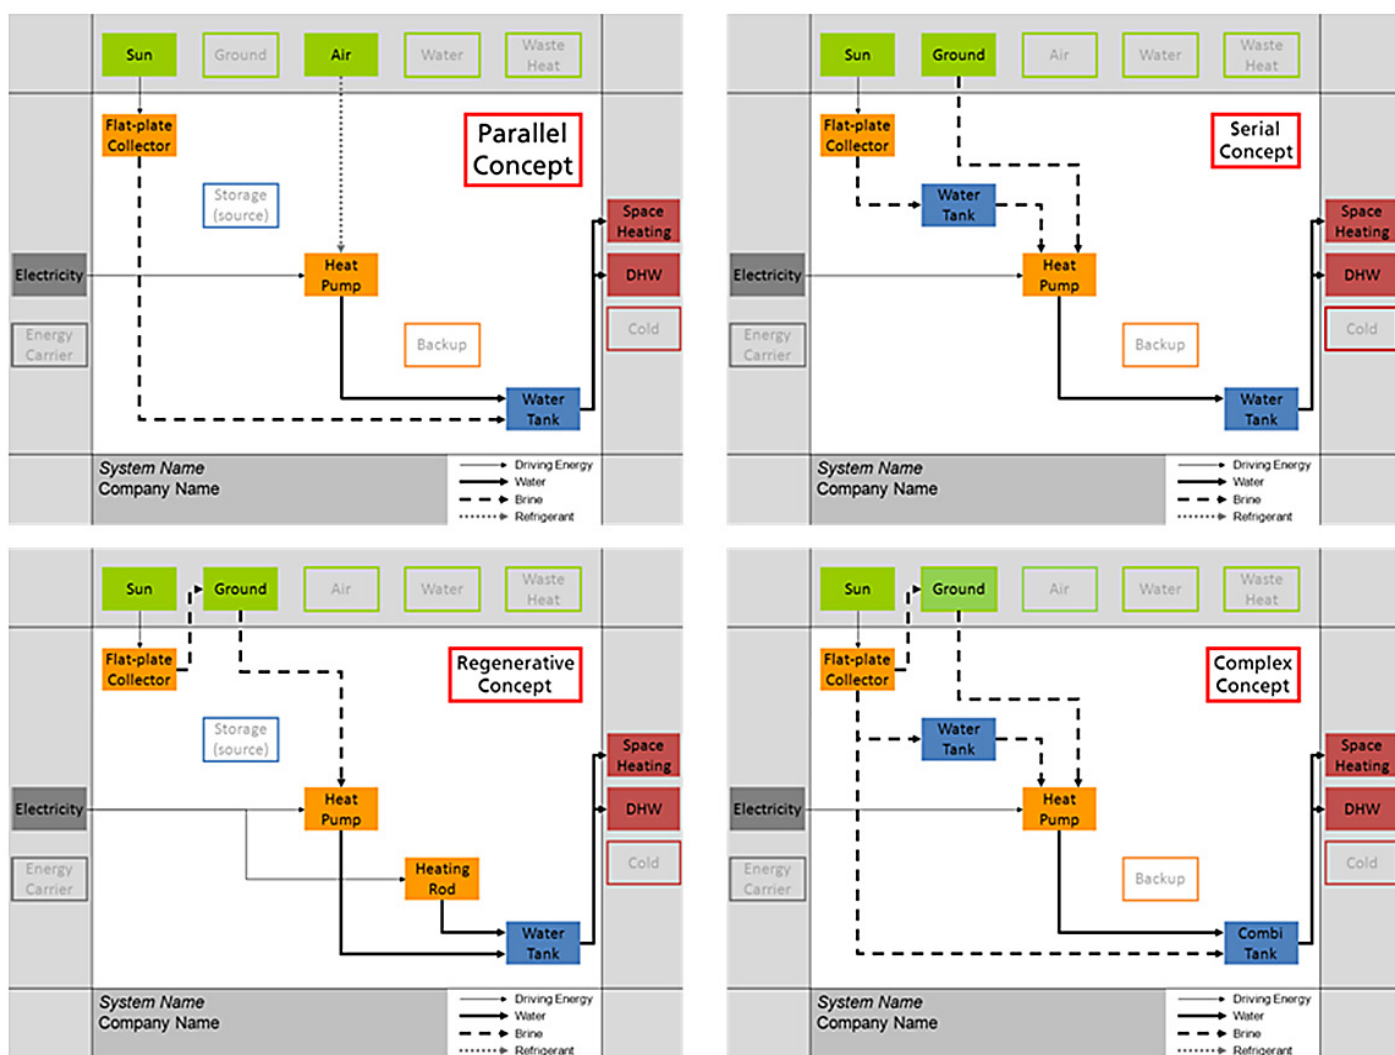 Sun
Ground
Air
Water
Waste
Heat
Flat-plate
Collector
Parallel
Concept
Storage
(source)
Space
Heating
Electricity
Heat
Pump
DHW
Energy
Carrier
Backup
Cold
Water
Tank
System Name
Company Name
Driving Energy
Water
Brine
Refrigerant
Sun
Ground
Air
Water
Waste
Heat
Flat-plate
Collector
Serial
Concept
Water
Tank
Space
Heating
Electricity
Heat
Pump
DHW
Energy
Carrier
Backup
Cold
Water
Tank
System Name
Company Name
Driving Energy
Water
Brine
Refrigerant
Sun
Ground
Air
Water
Waste
Heat
Flat-plate
Collector
Regenerative
Concept
Storage
(source)
Space
Heating
Electricity
Heat
Pump
DHW
Energy
Carrier
Heating
Rod
Cold
Water
Tank
System Name
Company Name
Driving Energy
Water
Brine
Refrigerant
Sun
Ground
Air
Water
Waste
Heat
Flat-plate
Collector
Complex
Concept
Water
Tank
Space
Heating
Electricity
Heat
Pump
DHW
Energy
Carrier
Backup
Cold
Combi
Tank
System Name
Company Name
Driving Energy
Water
Brine
Refrigerant